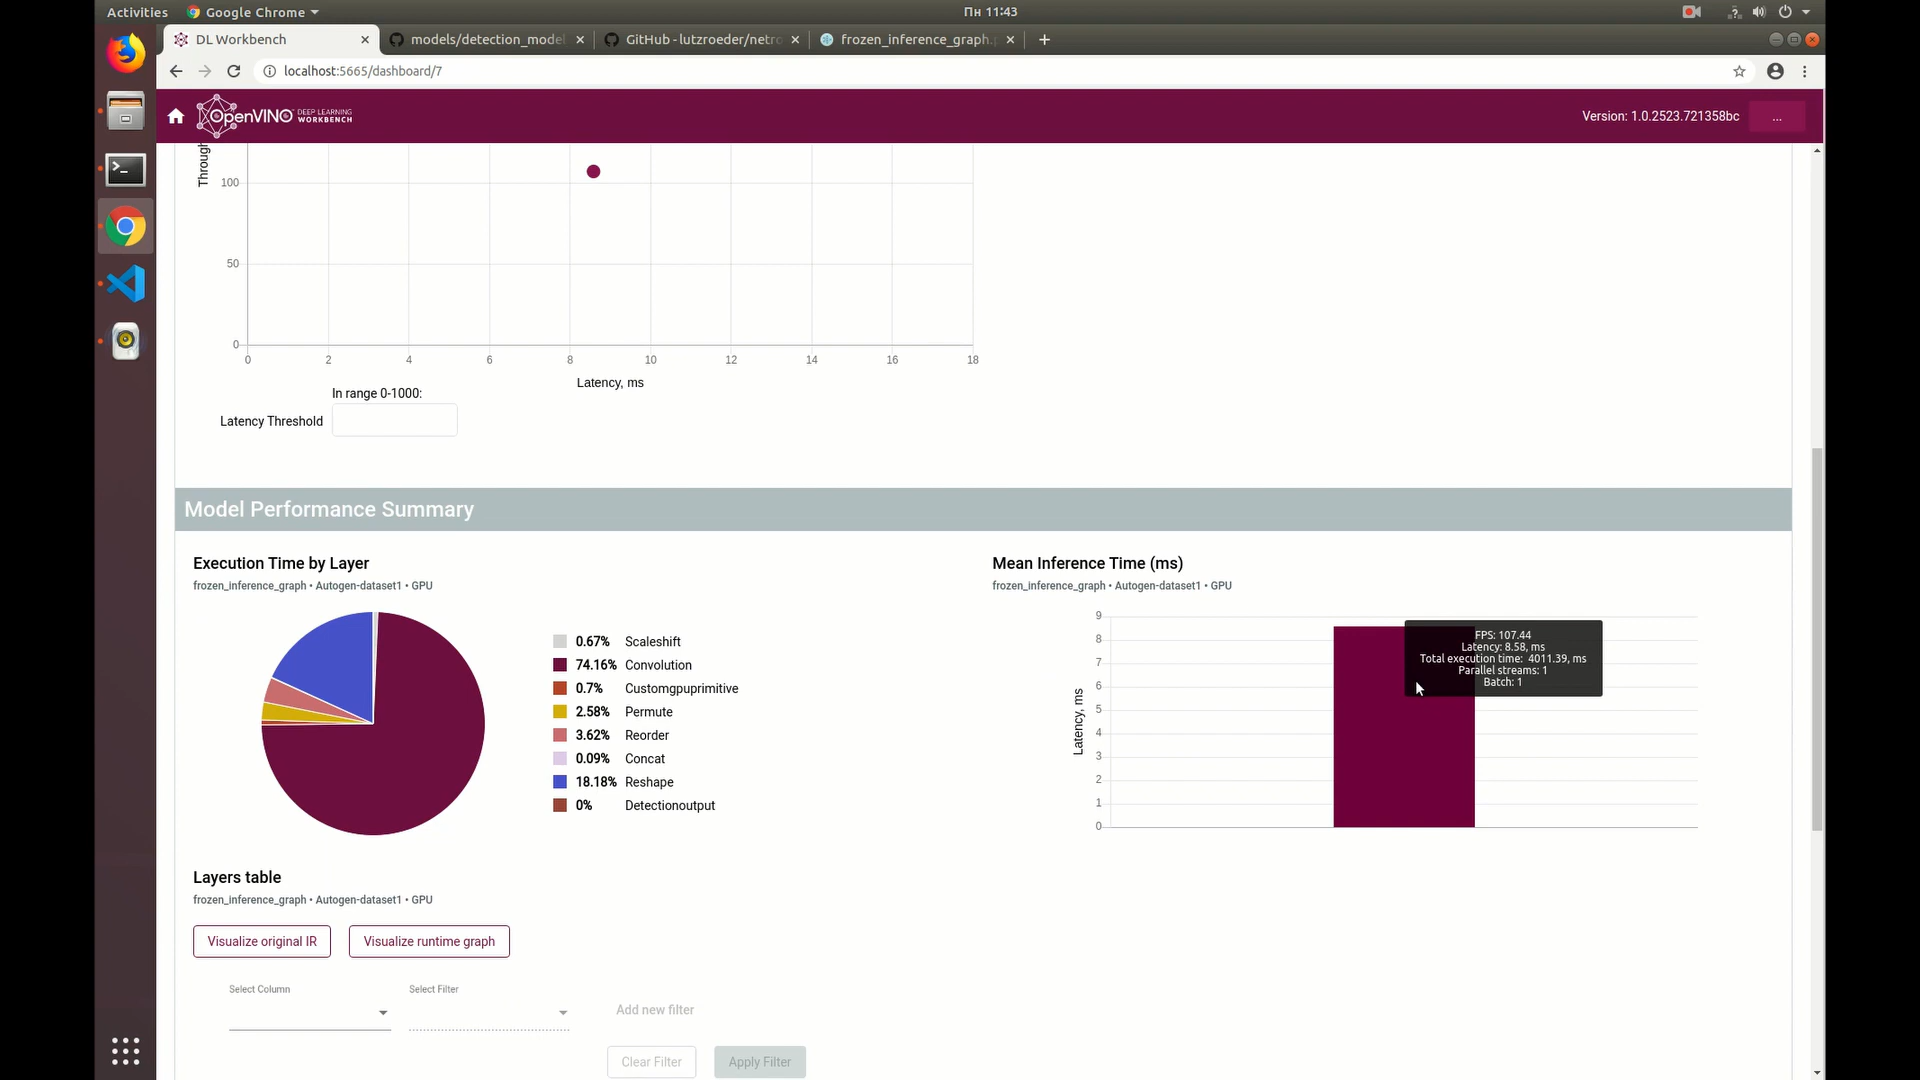 Activities
Google Chrome
Пн 11:43
DL Workbench
models/detection_model
GitHub - lutzroeder/netro
frozen_inference_graph.p
localhost:5665/dashboard/7
OpenVINO
DEEP LEARNING
WORKBENCH
Version: 1.0.2523.721358bc
...
Through
100
50
0
0
2
4
6
8
10
12
14
16
18
Latency, ms
In range 0-1000:
Latency Threshold
Model Performance Summary
Execution Time by Layer
frozen_inference_graph • Autogen-dataset1 • GPU
0.67% Scaleshift
74.16% Convolution
0.7% Customgpuprimitive
2.58% Permute
3.62% Reorder
0.09% Concat
18.18% Reshape
0% Detectionoutput
Mean Inference Time (ms)
frozen_inference_graph • Autogen-dataset1 • GPU
Latency, ms
9
8
7
6
5
4
3
2
1
0
FPS: 107.44
Latency: 8.58, ms
Total execution time: 4011.39, ms
Parallel streams: 1
Batch: 1
Layers table
frozen_inference_graph • Autogen-dataset1 • GPU
Visualize original IR
Visualize runtime graph
Select Column
Select Filter
Add new filter
Clear Filter
Apply Filter